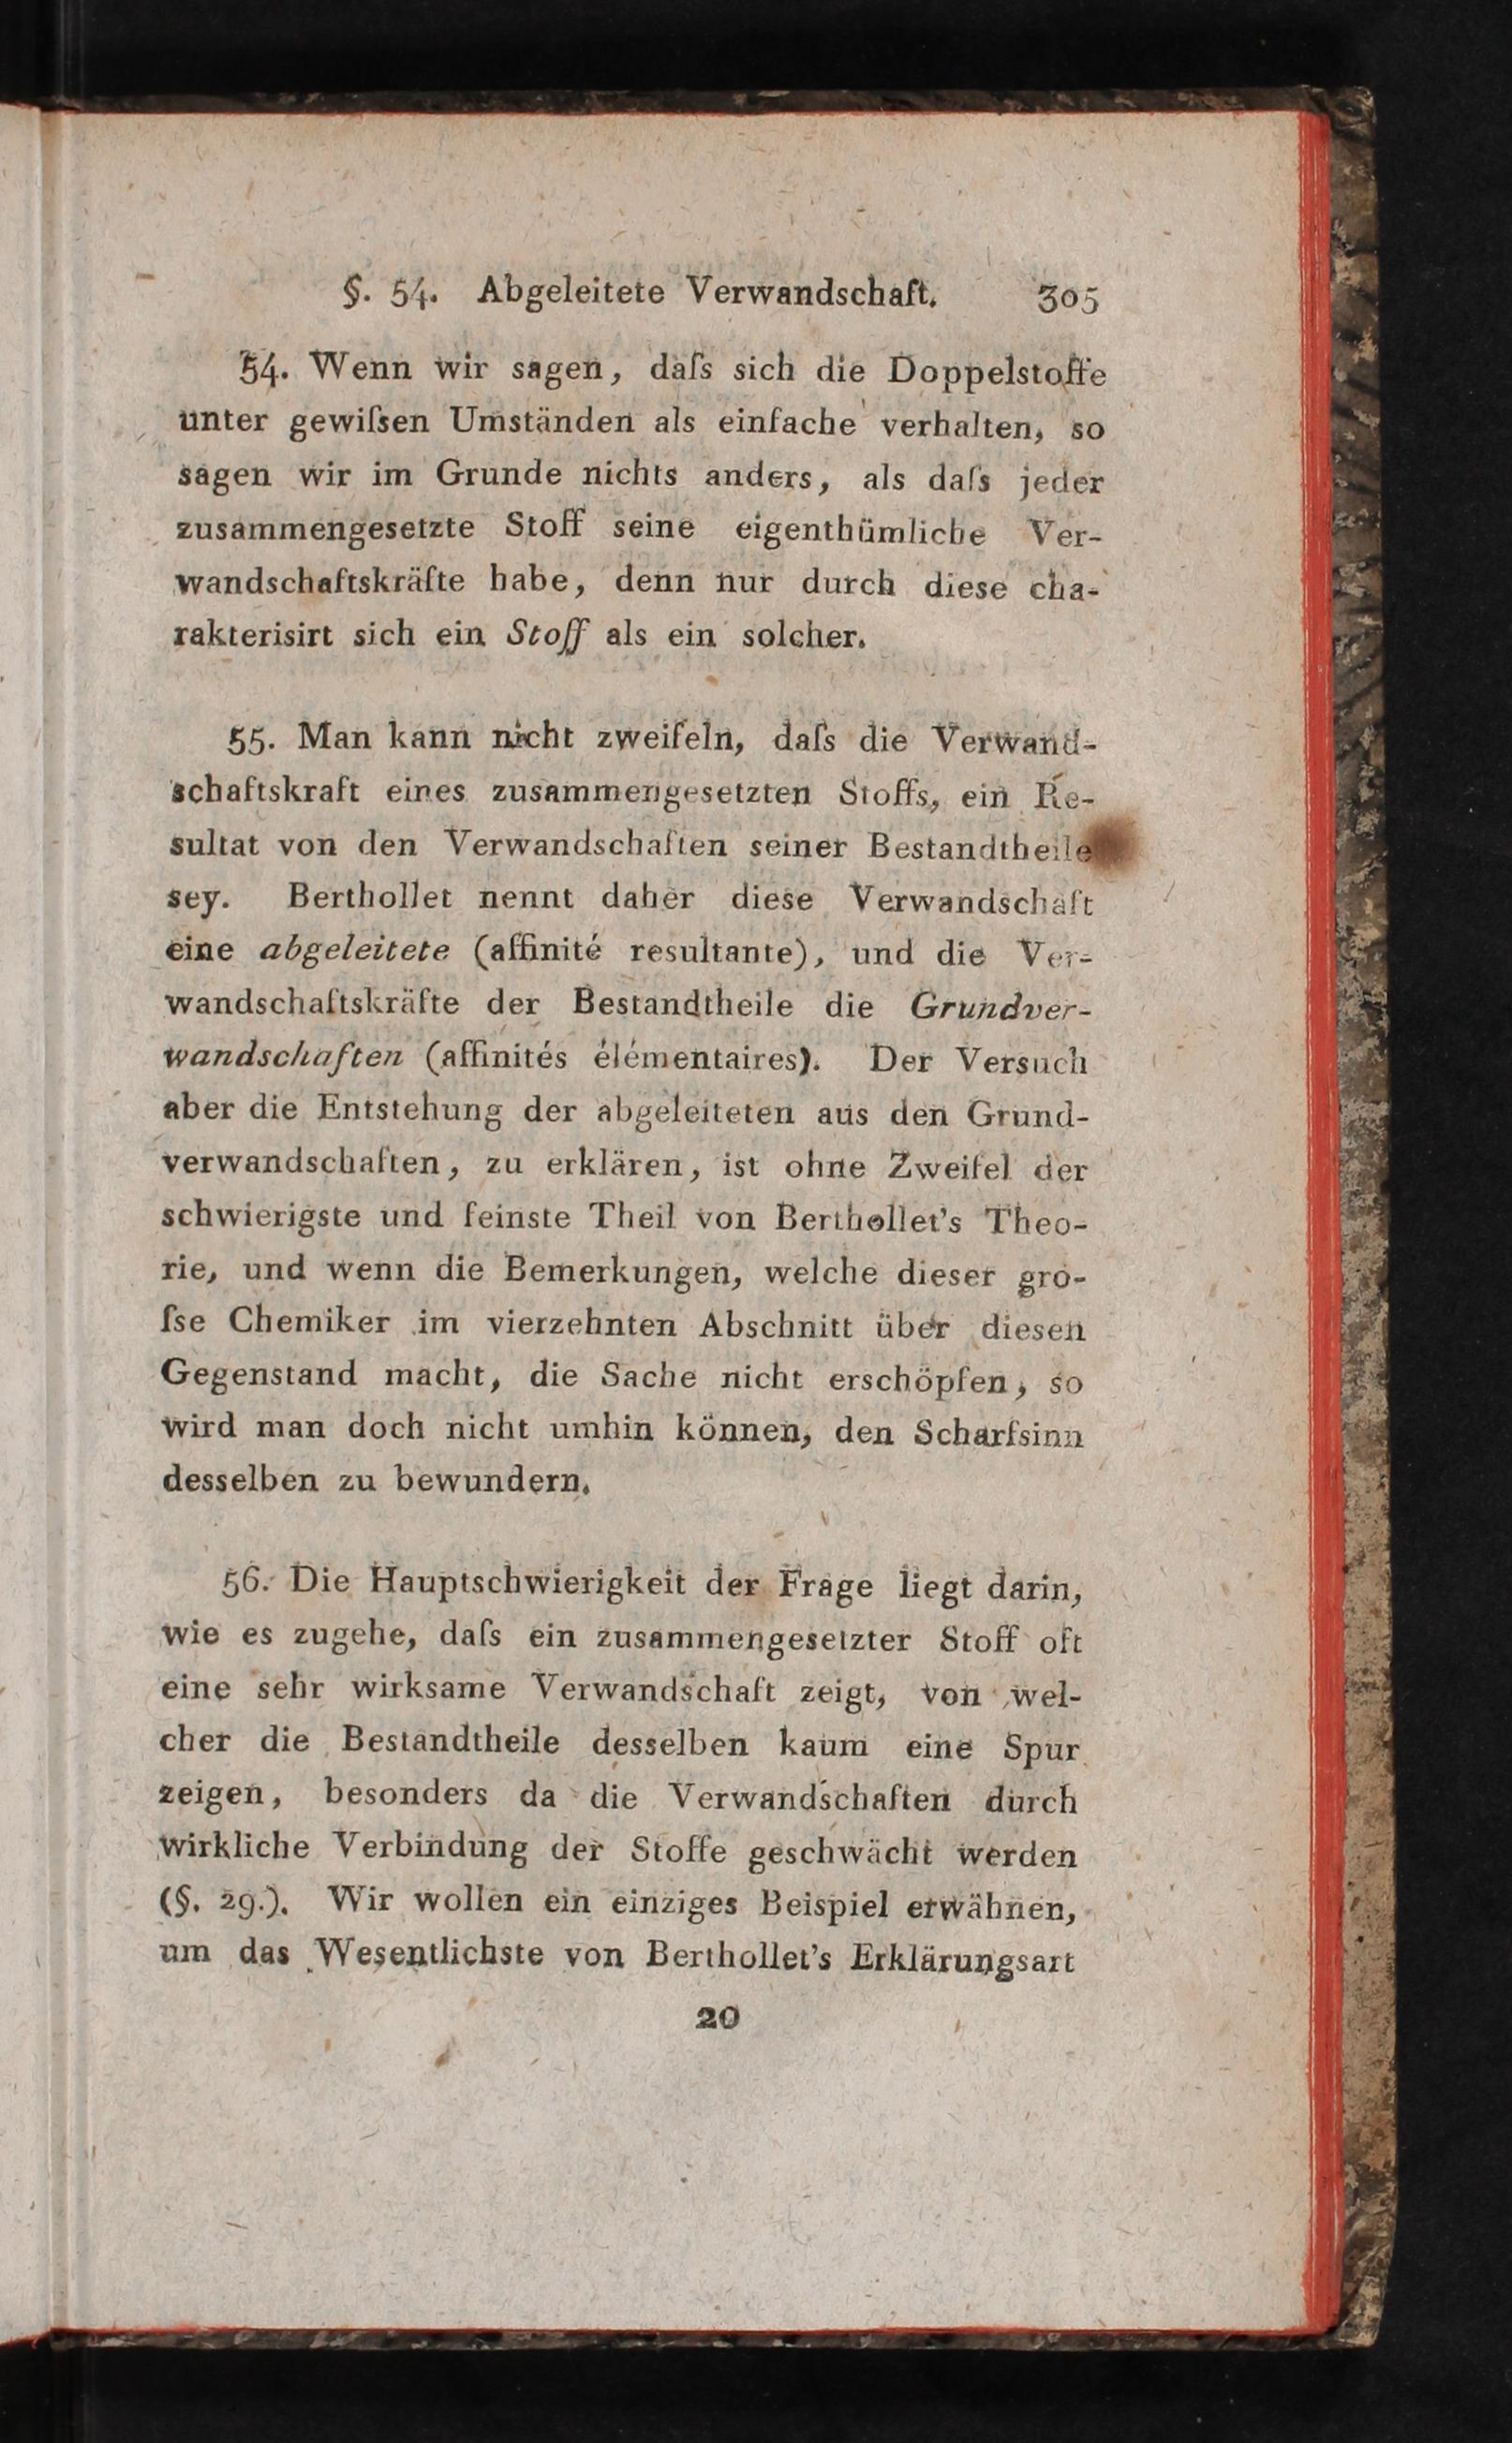 §. 54. Abgeleitete Verwandschaft. 305
54. Wenn wir sagen, daſs sich die Doppelstoffe
unter gewiſsen Umständen als einfache verhalten, so
sagen wir im Grunde nichts anders, als daſs jeder
zusammengesetzte Stoff seine eigenthümliche Ver-
wandschaftskräfte habe, denn nur durch diese cha-
rakterisirt sich ein Stoff als ein solcher.
55. Man kann nicht zweifeln, daſs die Verwand-
schaftskraft eines zusammengesetzten Stoffs, ein Re-
sultat von den Verwandschaften seiner Bestandtheile
sey. Berthollet nennt daher diese Verwandschaft
eine abgeleitete (affinité resultante), und die Ver-
wandschaftskräfte der Bestandtheile die Grundver-
wandschaften (affinités élémentaires). Der Versuch
aber die Entstehung der abgeleiteten aus den Grund-
verwandschaften, zu erklären, ist ohne Zweifel der
schwierigste und feinste Theil von Berthollet's Theo-
rie, und wenn die Bemerkungen, welche dieser gro-
ſse Chemiker im vierzehnten Abschnitt über diesen
Gegenstand macht, die Sache nicht erschöpfen, so
wird man doch nicht umhin können, den Scharfsinn
desselben zu bewundern.
56. Die Hauptschwierigkeit der Frage liegt darin,
wie es zugehe, daſs ein zusammengesetzter Stoff oft
eine sehr wirksame Verwandschaft zeigt, von wel-
cher die Bestandtheile desselben kaum eine Spur
zeigen, besonders da die Verwandschaften durch
wirkliche Verbindung der Stoffe geschwächt werden
(§. 29.). Wir wollen ein einziges Beispiel erwähnen,
um das Wesentlichste von Berthollet's Erklärungsart
20